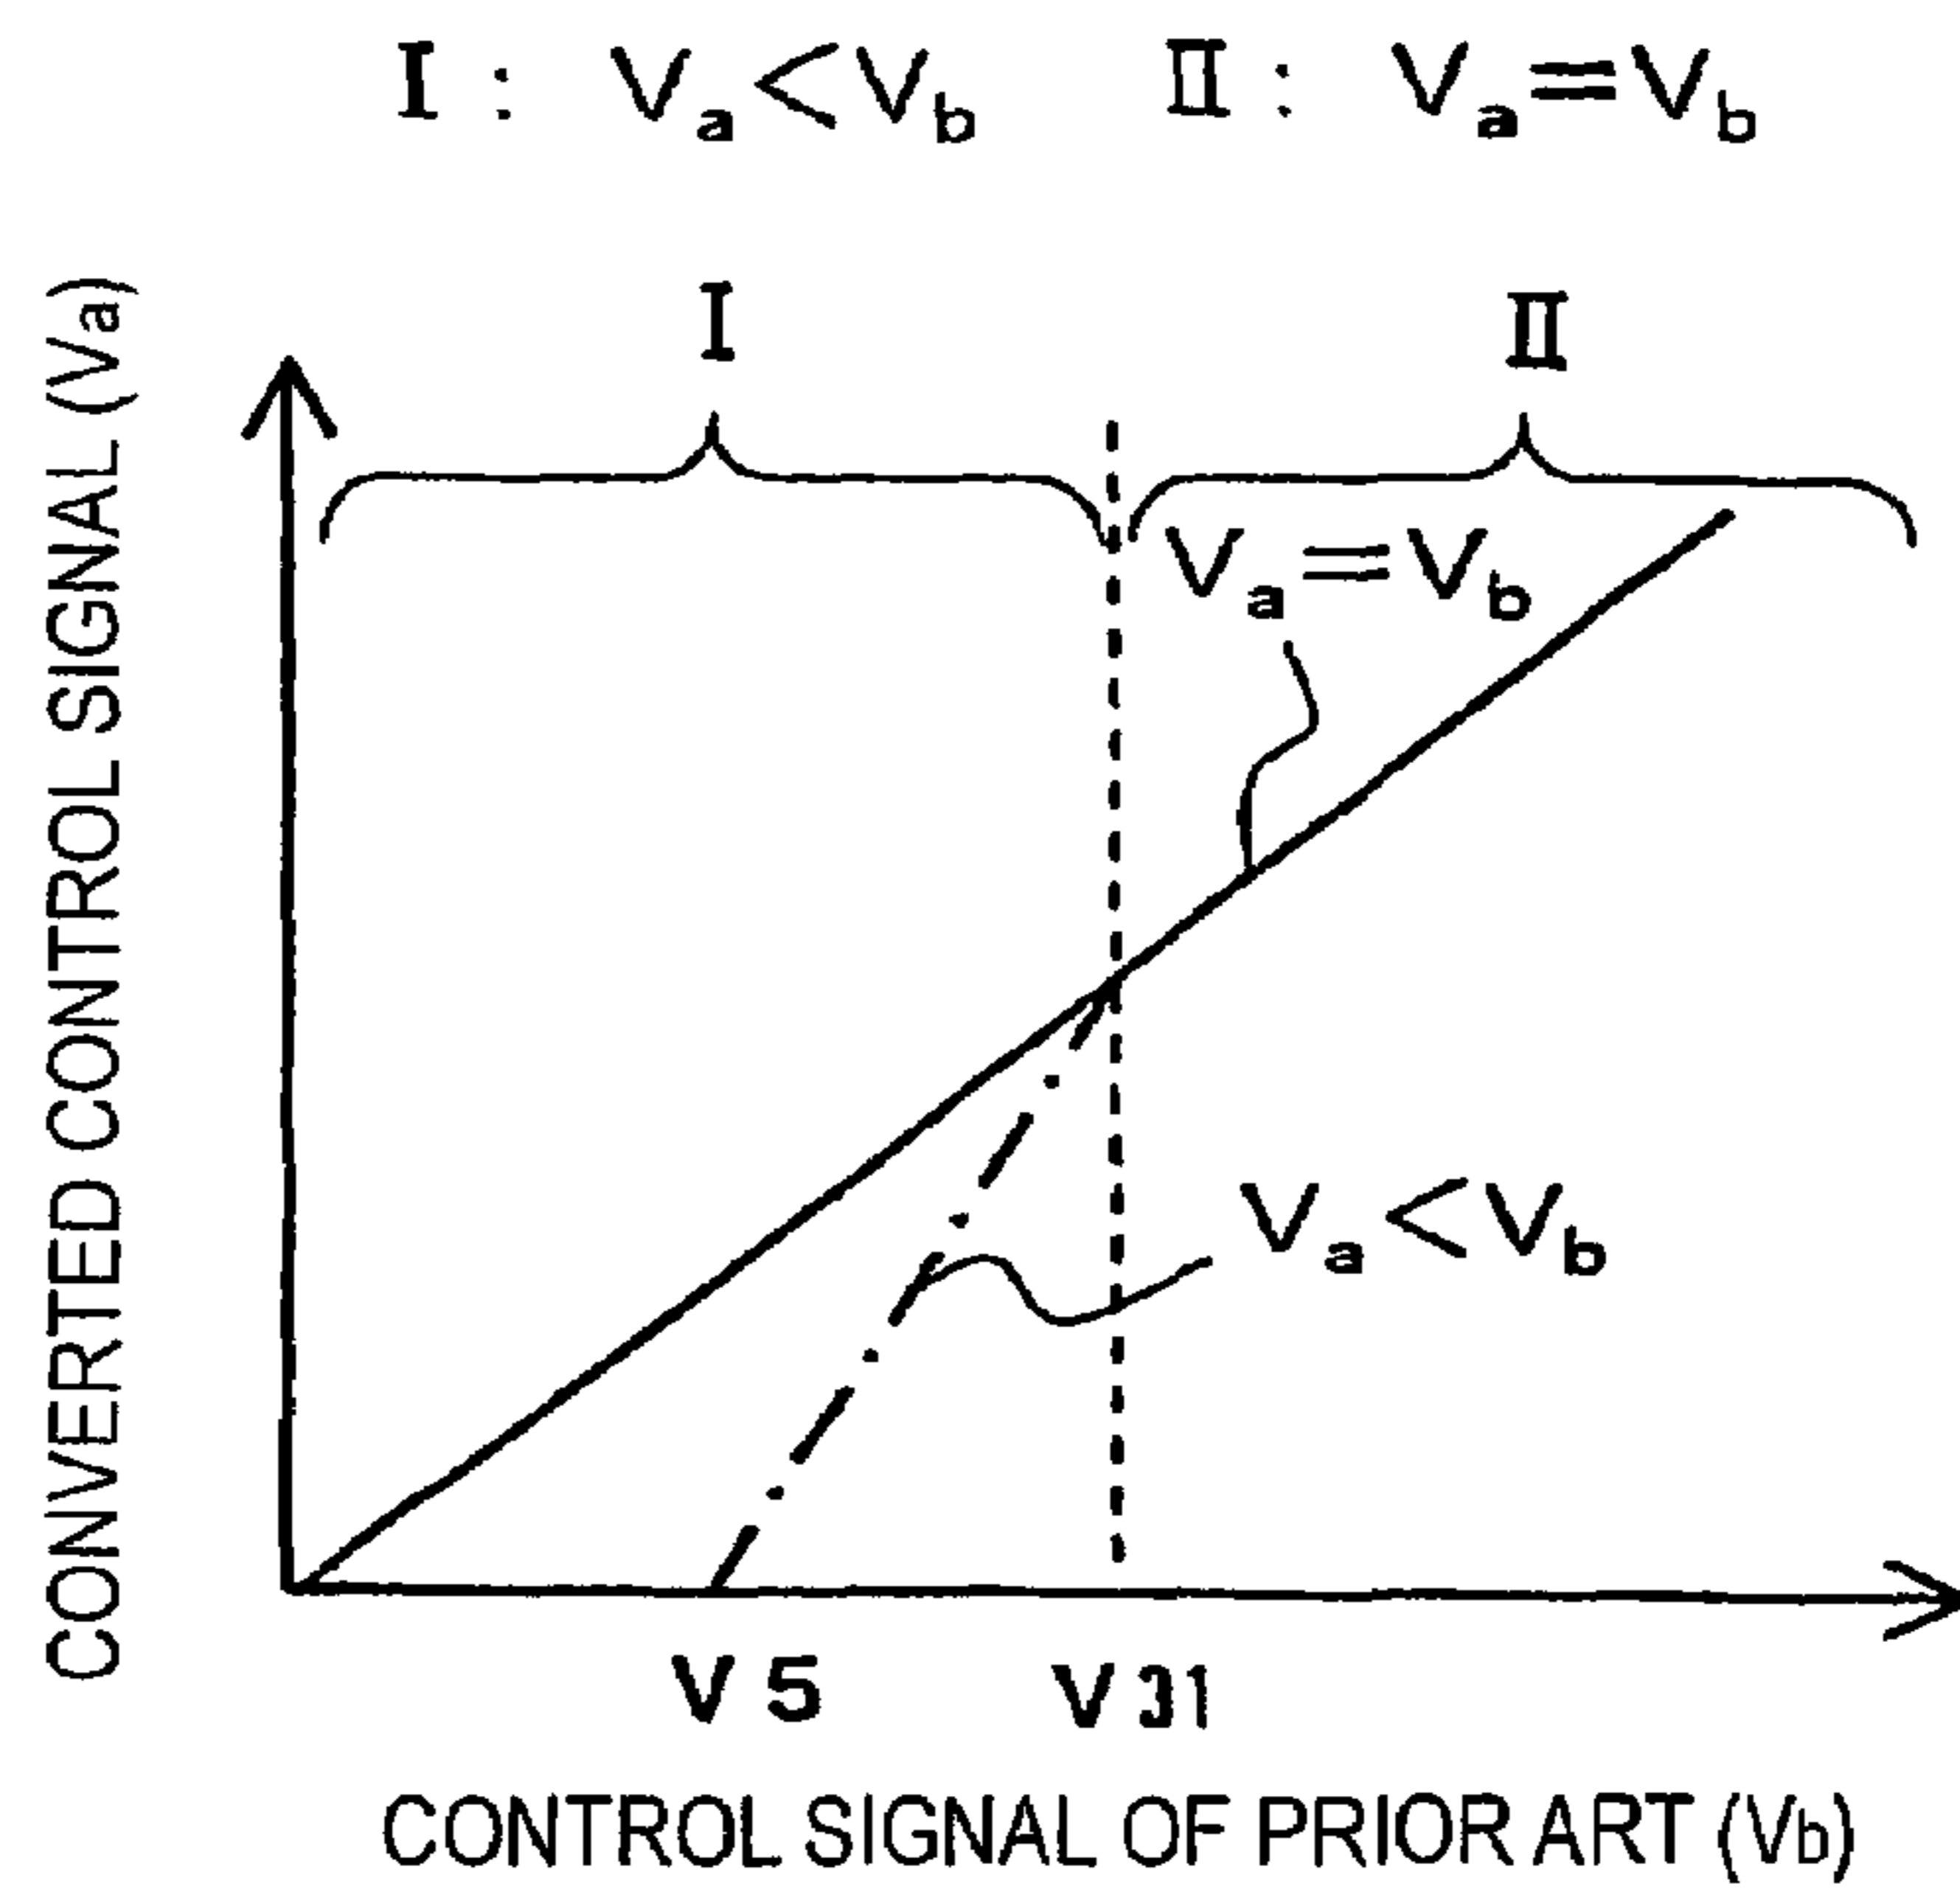 I : Va<Vb II : Va=Vb
I II
Va=Vb
Va<Vb
V5 V31
CONTROL SIGNAL OF PRIOR ART (Vb)
CONVERTED CONTROL SIGNAL (Va)